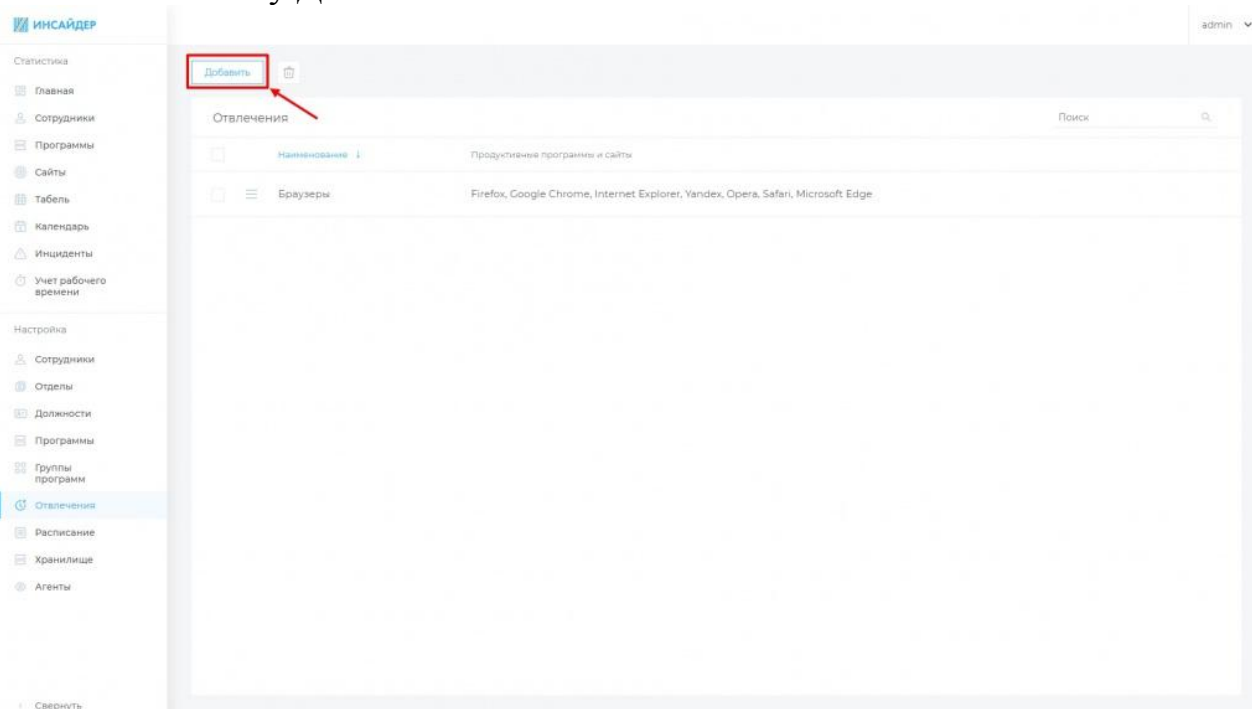 ИНСАЙДЕР
admin
Статистика
Главная
Сотрудники
Программы
Сайты
Табель
Календарь
Инциденты
Учет рабочего
времени
Настройка
Сотрудники
Отделы
Должности
Программы
Группы
программ
Отвлечения
Расписание
Хранилище
Агенты
Свернуть
Добавить
Отвлечения
Поиск
Наименование ↓
Продуктивные программы и сайты
Браузеры
Firefox, Google Chrome, Internet Explorer, Yandex, Opera, Safari, Microsoft Edge